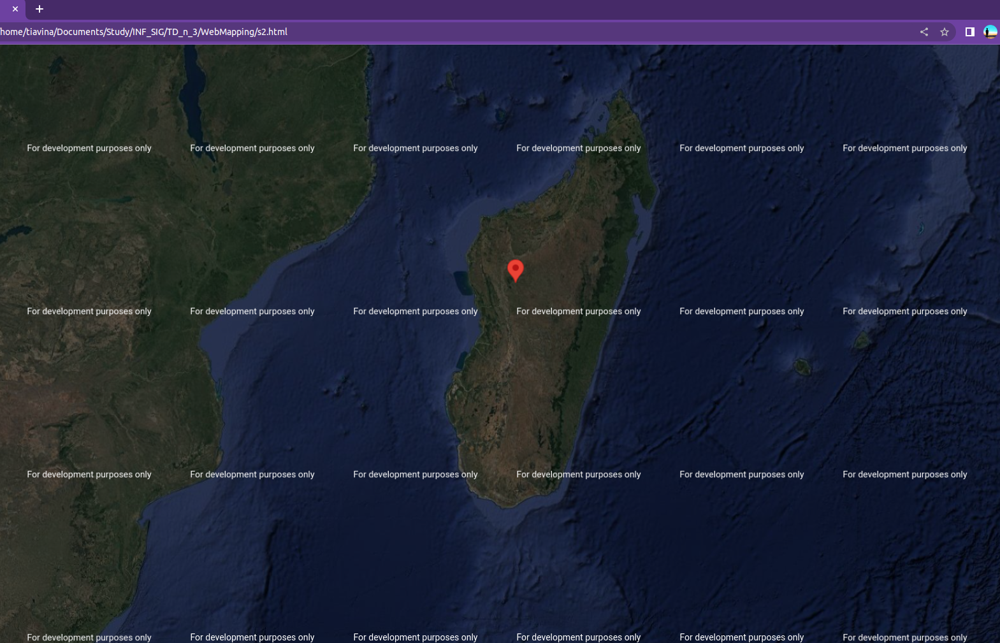 home/tiavina/Documents/Study/INF_SIG/TD_n_3/WebMapping/s2.html
For development purposes only For development purposes only For development purposes only For development purposes only For development purposes only For development purposes only
For development purposes only For development purposes only For development purposes only For development purposes only For development purposes only For development purposes only
For development purposes only For development purposes only For development purposes only For development purposes only For development purposes only For development purposes only
For development purposes only For development purposes only For development purposes only For development purposes only For development purposes only For development purposes only